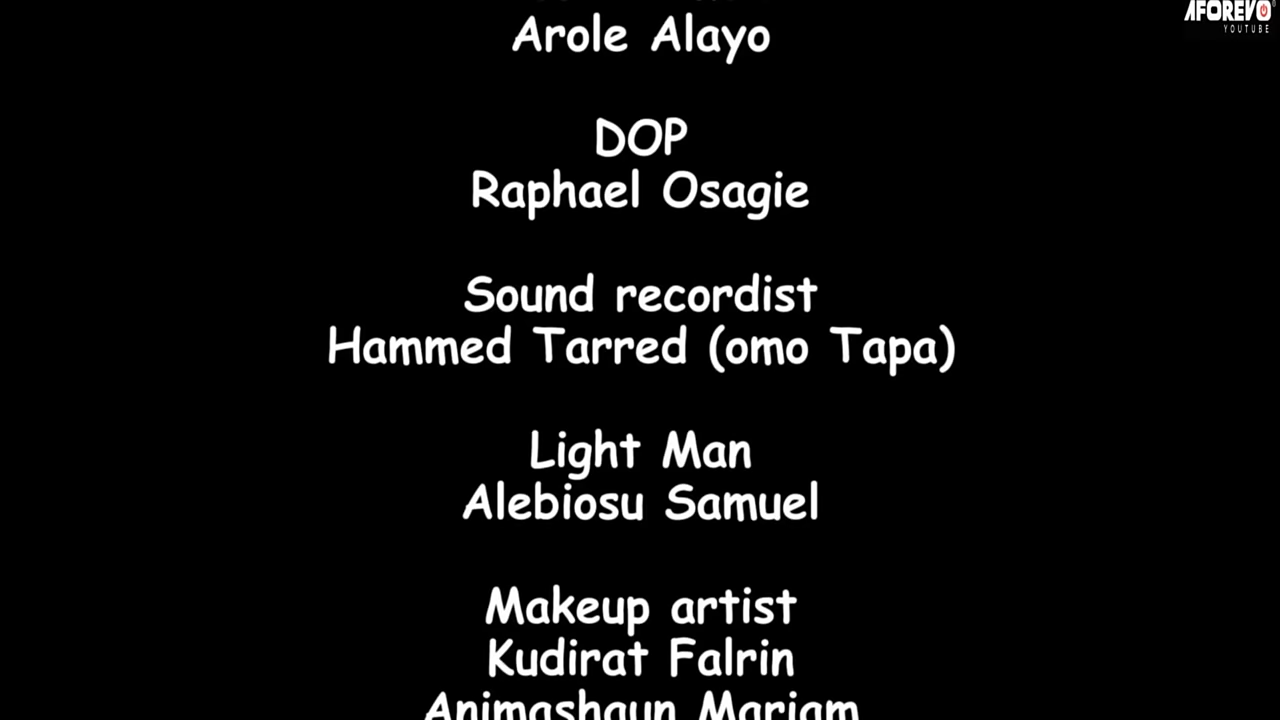 AFOREVO
YOUTUBE
Arole Alayo
DOP
Raphael Osagie
Sound recordist
Hammed Tarred (omo Tapa)
Light Man
Alebiosu Samuel
Makeup artist
Kudirat Falrin
Animashaun Mariam